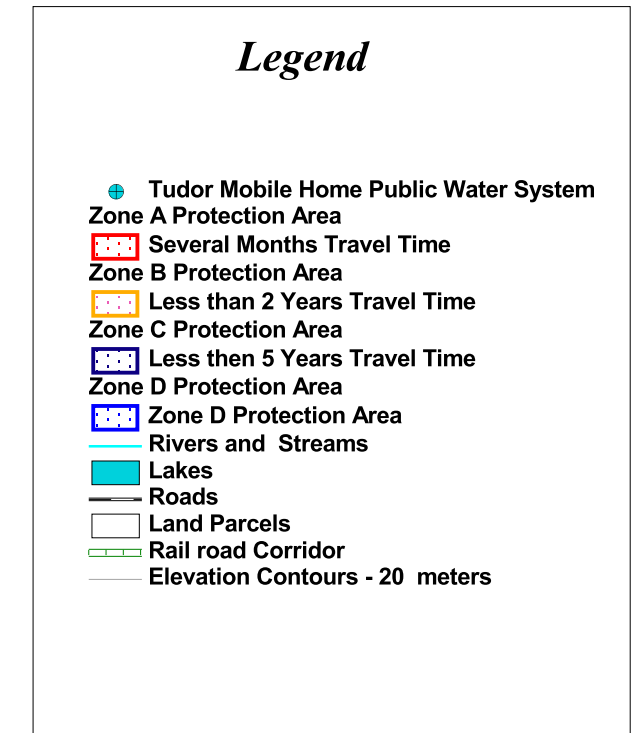 Legend
Tudor Mobile Home Public Water System
Zone A Protection Area
Several Months Travel Time
Zone B Protection Area
Less than 2 Years Travel Time
Zone C Protection Area
Less then 5 Years Travel Time
Zone D Protection Area
Zone D Protection Area
Rivers and Streams
Lakes
Roads
Land Parcels
Rail road Corridor
Elevation Contours - 20 meters